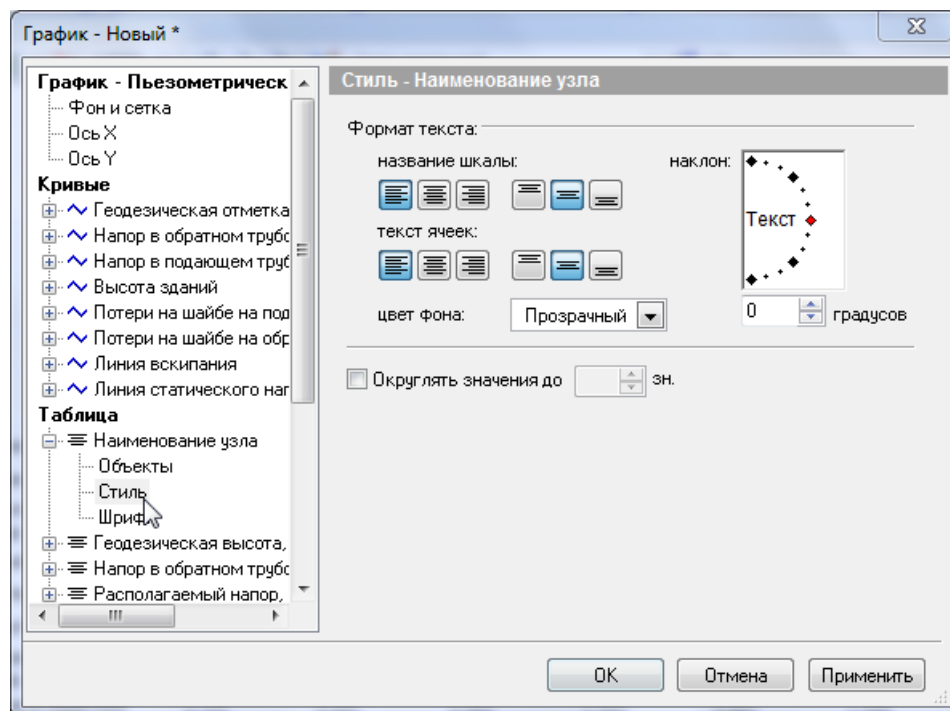 График - Новый *
График - Пьезометрическ
Фон и сетка
Ось X
Ось Y
Кривые
Геодезическая отметка
Напор в обратном трубо
Напор в подающем труб
Высота зданий
Потери на шайбе на под
Потери на шайбе на обр
Линия вскипания
Линия статического нап
Таблица
Наименование узла
Объекты
Стиль
Шрифт
Геодезическая высота,
Напор в обратном трубо
Располагаемый напор,
Стиль - Наименование узла
Формат текста:
название шкалы:
наклон:
Текст
текст ячеек:
цвет фона:
Прозрачный
0
градусов
Округлять значения до
зн.
OK
Отмена
Применить